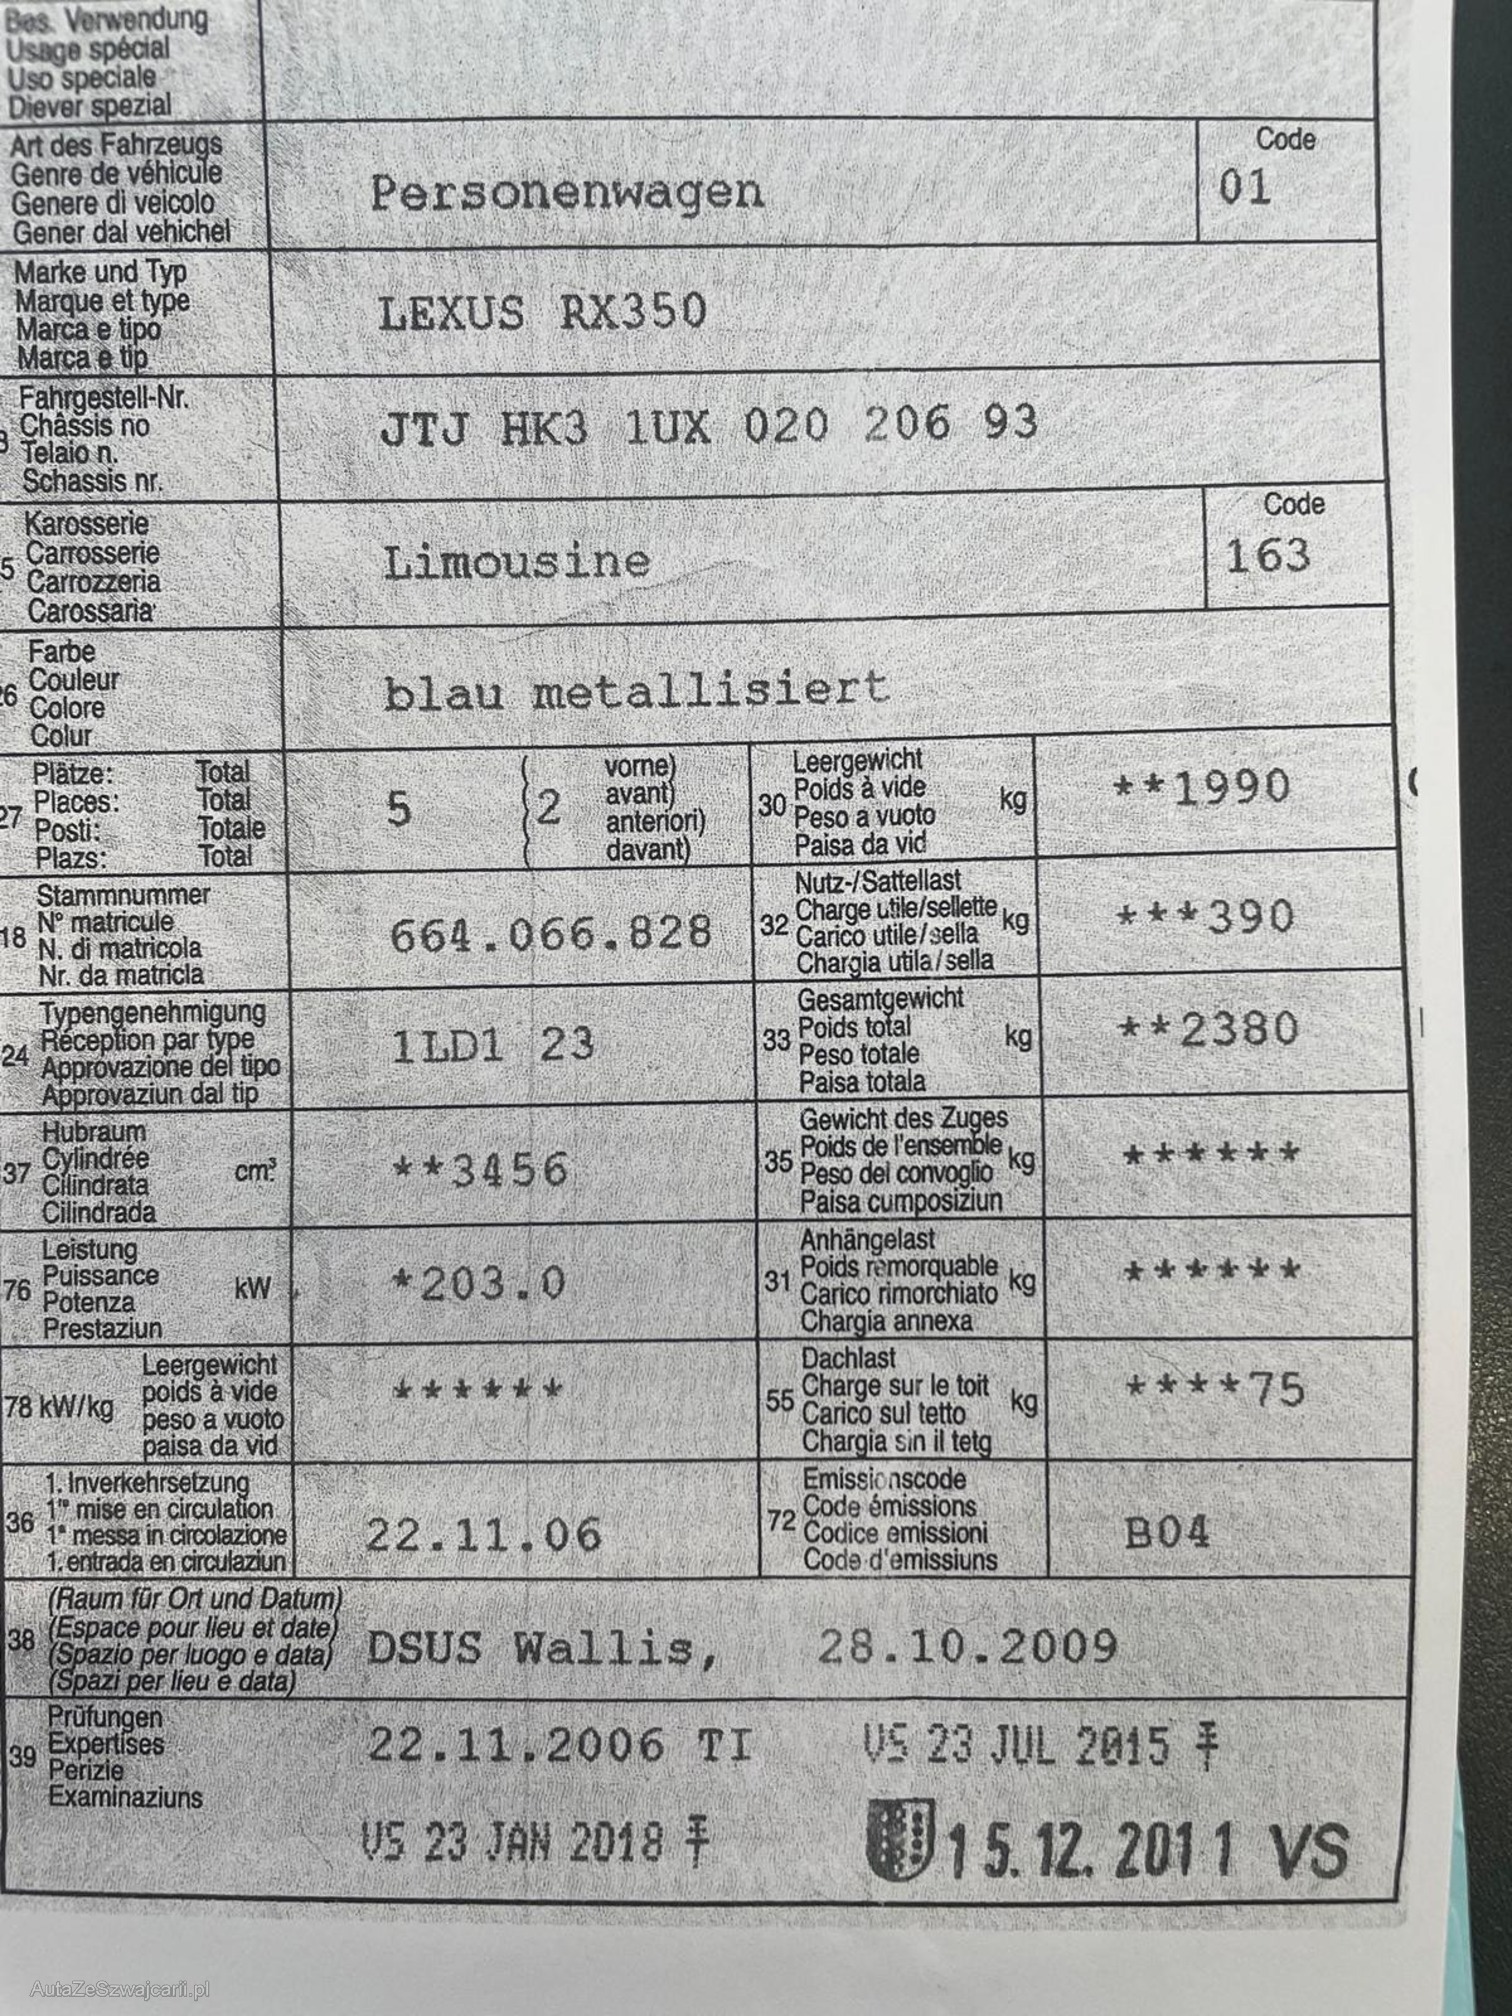 Bes. Verwendung
Usage spécial
Uso speciale
Diever spezial
Art des Fahrzeugs
Genre de véhicule
Genere di veicolo
Gener dal vehichel
Personenwagen
Code
01
Marke und Typ
Marque et type
Marca e tipo
Marca e tip
LEXUS RX350
Fahrgestell-Nr.
Châssis no
Telaio n.
Schassis nr.
JTJ HK3 1UX 020 206 93
5 Karosserie
Carrosserie
Carrozzeria
Carossaria
Limousine
Code
163
26 Farbe
Couleur
Colore
Colur
blau metallisiert
27 Plätze: Total
Places: Total
Posti: Totale
Plazs: Total
5 ( 2 vorne)
avant)
anteriori)
davant)
30 Leergewicht
Poids à vide
Peso a vuoto
Paisa da vid
kg
**1990
18 Stammnummer
N° matricule
N. di matricola
Nr. da matricla
664.066.828
32 Nutz-/Sattellast
Charge utile/sellette
Carico utile/sella
Chargia utila/sella
kg
***390
24 Typengenehmigung
Réception par type
Approvazione del tipo
Approvaziun dal tip
1LD1 23
33 Gesamtgewicht
Poids total
Peso totale
Paisa totala
kg
**2380
37 Hubraum
Cylindrée
Cilindrata
Cilindrada
cm³
**3456
35 Gewicht des Zuges
Poids de l'ensemble
Peso del convoglio
Paisa cumposiziun
kg
******
76 Leistung
Puissance
Potenza
Prestaziun
kW
*203.0
31 Anhängelast
Poids remorquable
Carico rimorchiato
Chargia annexa
kg
******
78 kW/kg
Leergewicht
poids à vide
peso a vuoto
paisa da vid
******
55 Dachlast
Charge sur le toit
Carico sul tetto
Chargia sin il tetg
kg
****75
36 1. Inverkehrsetzung
1re mise en circulation
1a messa in circolazione
1. entrada en circulaziun
22.11.06
72 Emissionscode
Code émissions
Codice emissioni
Code d'emissiuns
B04
38 (Raum für Ort und Datum)
(Espace pour lieu et date)
(Spazio per luogo e data)
(Spazi per lieu e data)
DSUS Wallis, 28.10.2009
39 Prüfungen
Expertises
Perizie
Examinaziuns
22.11.2006 TI
VS 23 JUL 2015
VS 23 JAN 2018
15.12.2011 VS
AutaZeSzwajcarii.pl